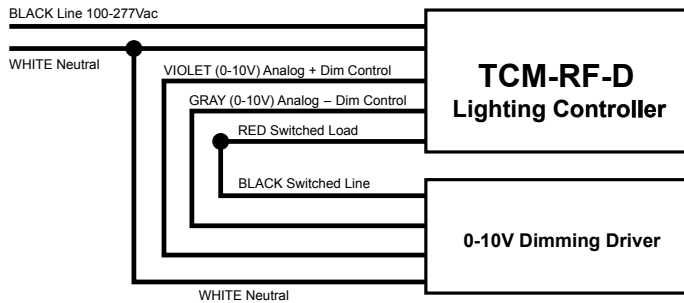 BLACK Line 100-277Vac
WHITE Neutral
VIOLET (0-10V) Analog + Dim Control
GRAY (0-10V) Analog – Dim Control
RED Switched Load
BLACK Switched Line
WHITE Neutral
TCM-RF-D
Lighting Controller
0-10V Dimming Driver